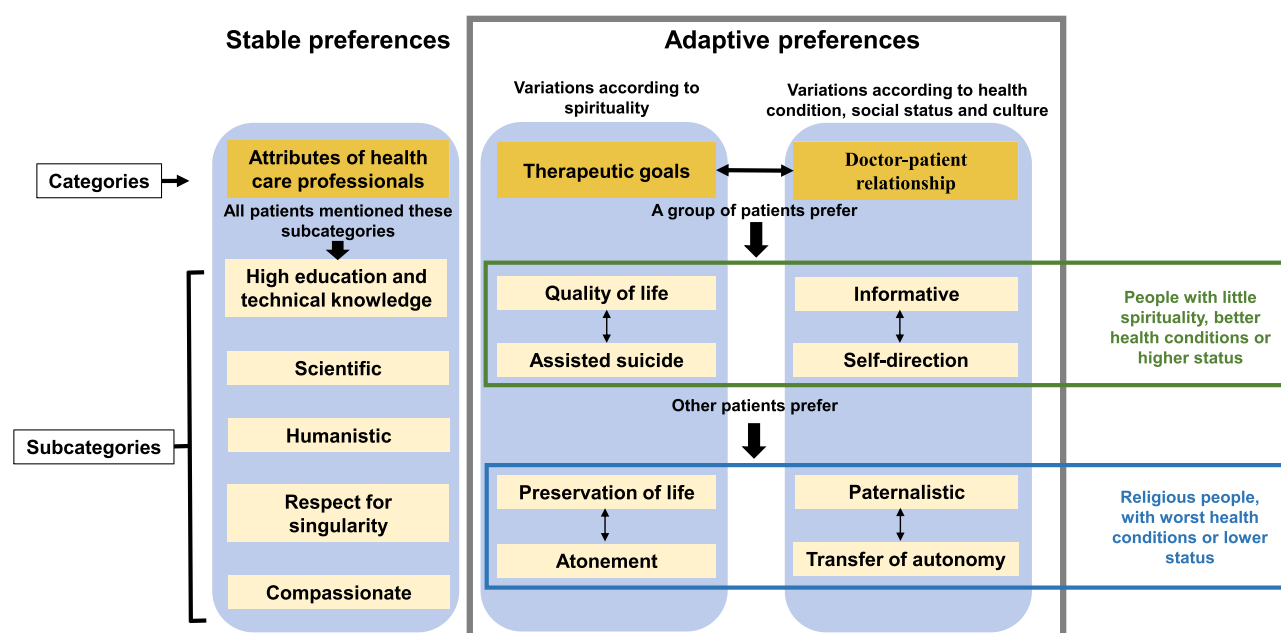 Stable preferences
Adaptive preferences
Variations according to
spirituality
Variations according to health
condition, social status and culture
Categories
Attributes of health
care professionals
Therapeutic goals
Doctor-patient
relationship
All patients mentioned these
subcategories
A group of patients prefer
Subcategories
High education and
technical knowledge
Scientific
Humanistic
Respect for
singularity
Compassionate
Quality of life
Informative
Assisted suicide
Self-direction
People with little
spirituality, better
health conditions or
higher status
Other patients prefer
Preservation of life
Paternalistic
Atonement
Transfer of autonomy
Religious people,
with worst health
conditions or lower
status